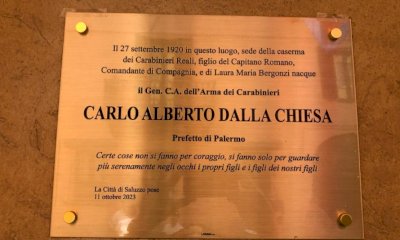 Il 27 settembre 1920 in questo luogo, sede della caserma
dei Carabinieri Reali, figlio del Capitano Romano,
Comandante di Compagnia, e di Laura Maria Bergonzi nacque
il Gen. C.A. dell'Arma dei Carabinieri
CARLO ALBERTO DALLA CHIESA
Prefetto di Palermo
Certe cose non si fanno per coraggio, si fanno solo per guardare
più serenamente negli occhi i propri figli e i figli dei nostri figli
La Città di Saluzzo pose
11 ottobre 2023